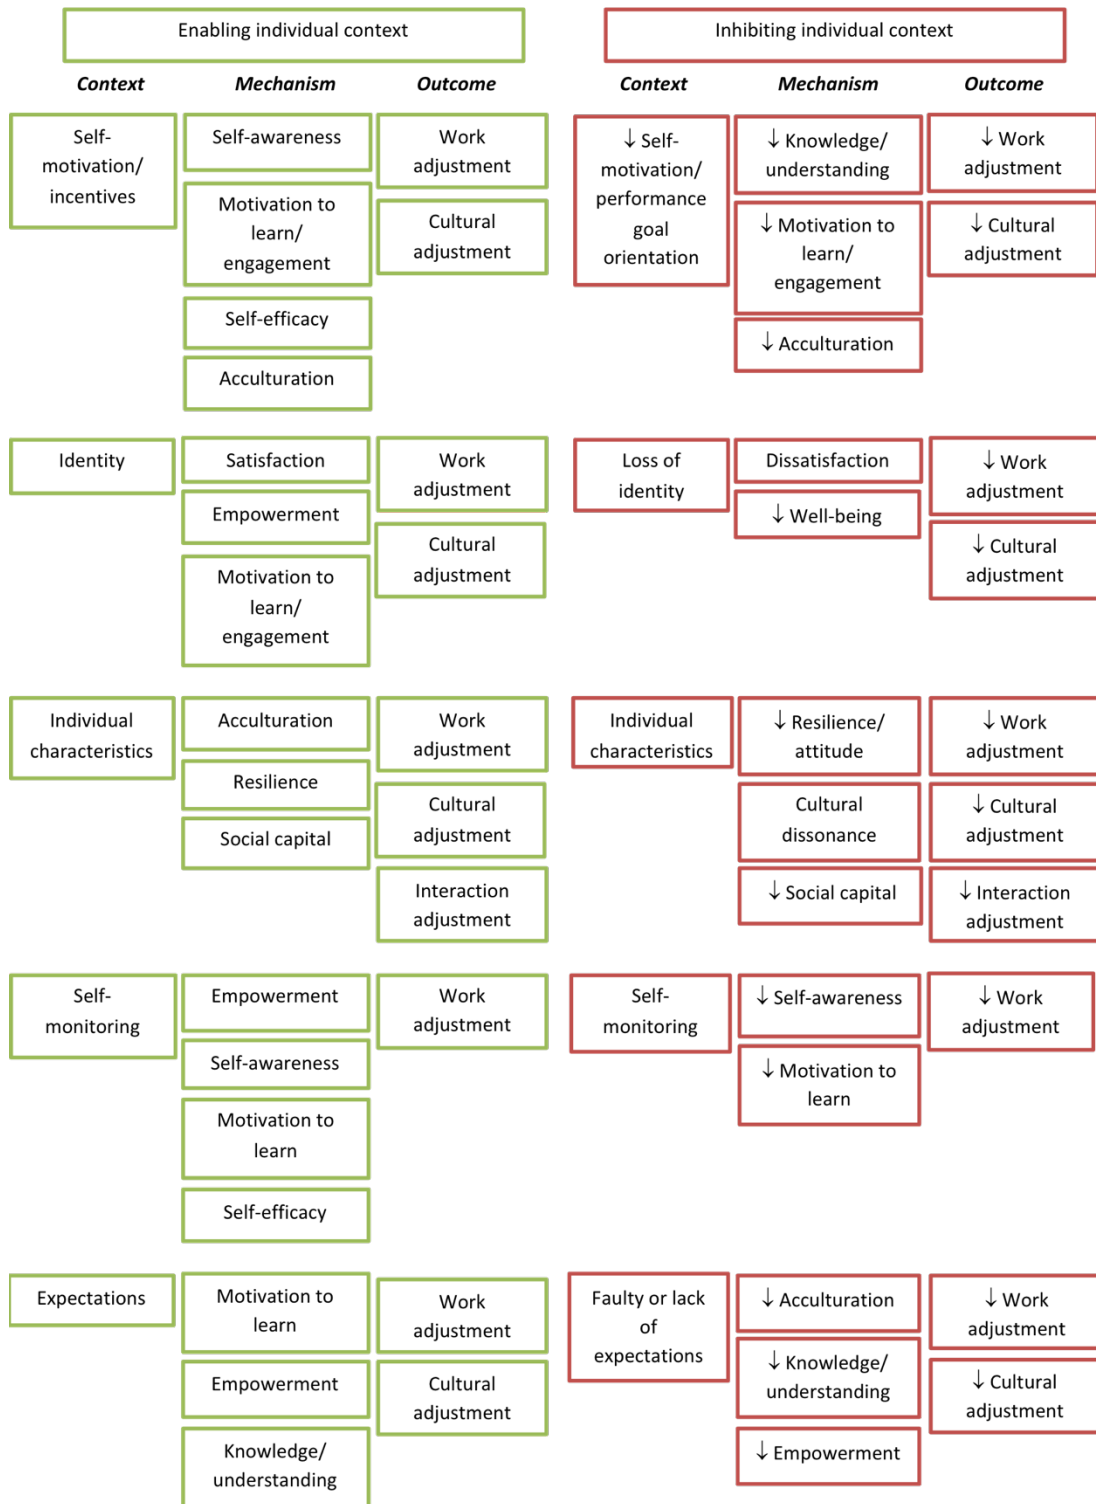 Enabling individual context
Inhibiting individual context
Context
Mechanism
Outcome
Context
Mechanism
Outcome
Self-
motivation/
incentives
Self-awareness
Motivation to
learn/
engagement
Self-efficacy
Acculturation
Work
adjustment
Cultural
adjustment
↓ Self-
motivation/
performance
goal
orientation
↓ Knowledge/
understanding
↓ Motivation to
learn/
engagement
↓ Acculturation
↓ Work
adjustment
↓ Cultural
adjustment
Identity
Satisfaction
Empowerment
Motivation to
learn/
engagement
Work
adjustment
Cultural
adjustment
Loss of
identity
Dissatisfaction
↓ Well-being
↓ Work
adjustment
↓ Cultural
adjustment
Individual
characteristics
Acculturation
Resilience
Social capital
Work
adjustment
Cultural
adjustment
Interaction
adjustment
Individual
characteristics
↓ Resilience/
attitude
Cultural
dissonance
↓ Social capital
↓ Work
adjustment
↓ Cultural
adjustment
↓ Interaction
adjustment
Self-
monitoring
Empowerment
Self-awareness
Motivation to
learn
Self-efficacy
Work
adjustment
Self-
monitoring
↓ Self-awareness
↓ Motivation to
learn
↓ Work
adjustment
Expectations
Motivation to
learn
Empowerment
Knowledge/
understanding
Work
adjustment
Cultural
adjustment
Faulty or lack
of
expectations
↓ Acculturation
↓ Knowledge/
understanding
↓ Empowerment
↓ Work
adjustment
↓ Cultural
adjustment